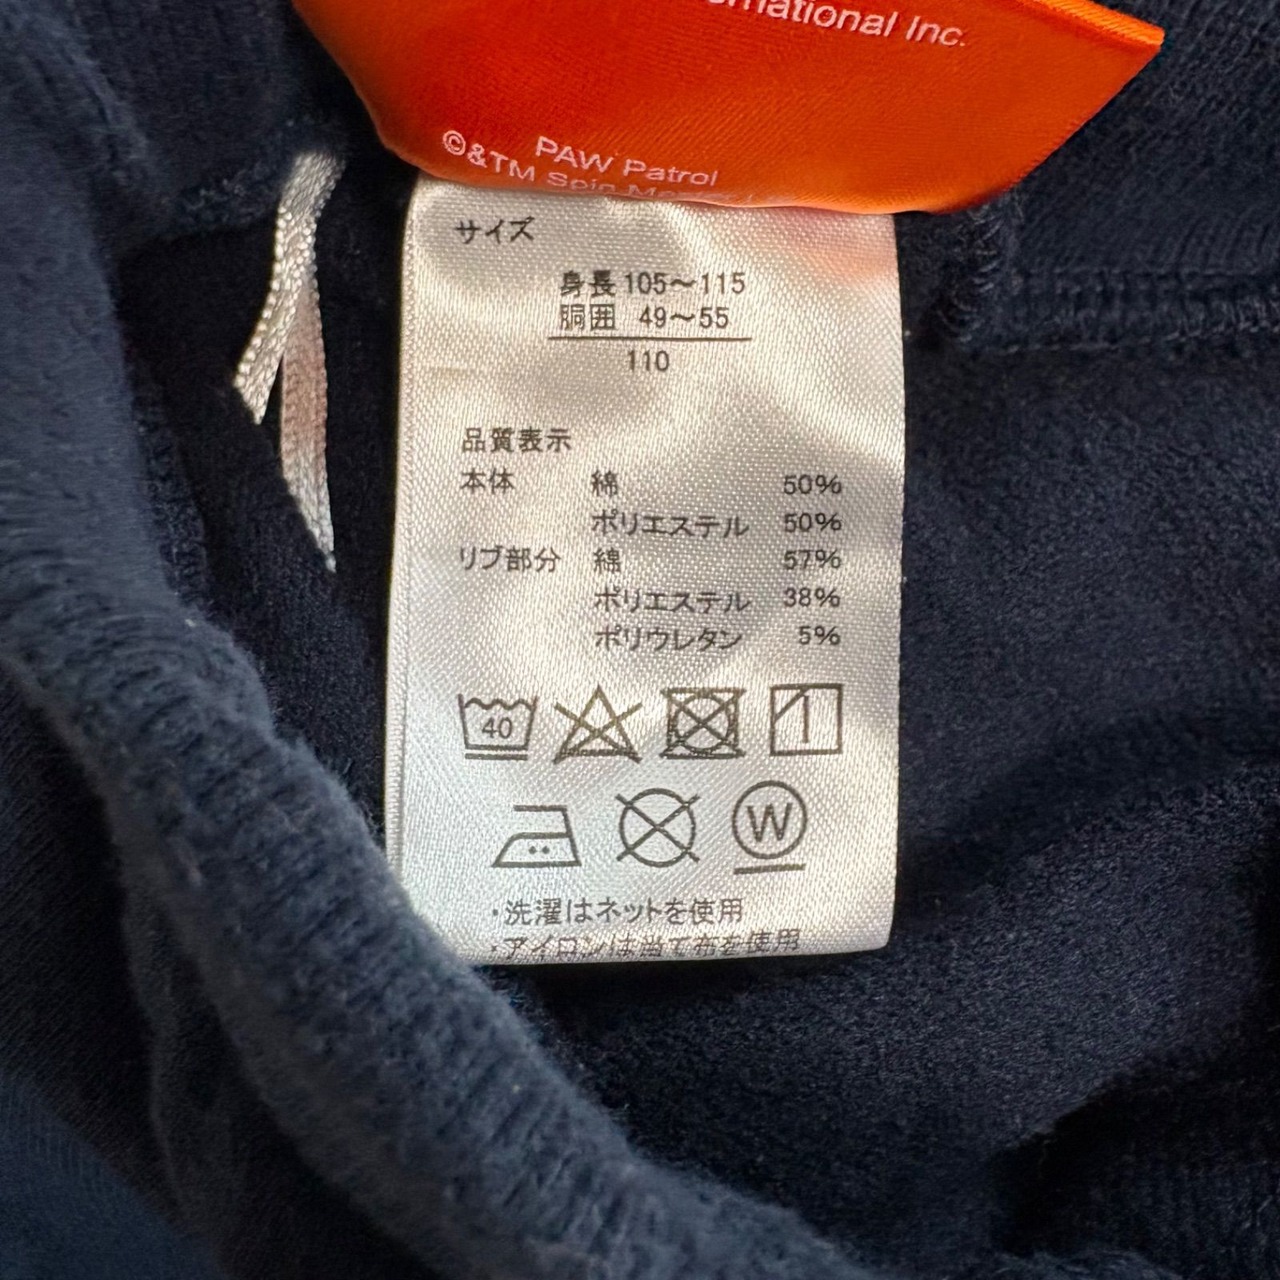 Inc.
PAW Patrol
©&TM Spin
サイズ
身長 105～115
胴囲 49～55
110
品質表示
本体 綿 50%
ポリエステル 50%
リブ部分 綿 57%
ポリエステル 38%
ポリウレタン 5%
40
W
・洗濯はネットを使用
・アイロンは当て布を使用